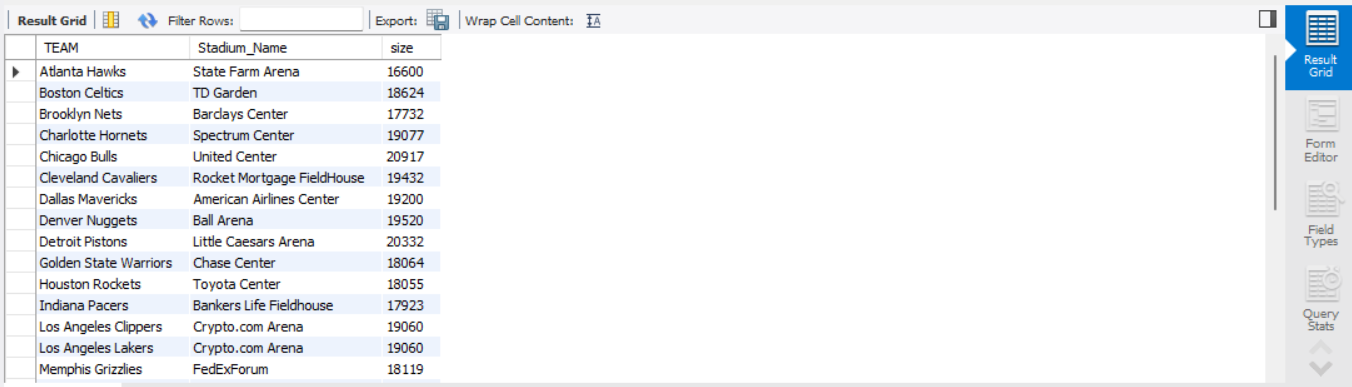 Result Grid Filter Rows: Export: Wrap Cell Content: IA
TEAM Stadium_Name size
Atlanta Hawks State Farm Arena 16600
Boston Celtics TD Garden 18624
Brooklyn Nets Barclays Center 17732
Charlotte Hornets Spectrum Center 19077
Chicago Bulls United Center 20917
Cleveland Cavaliers Rocket Mortgage FieldHouse 19432
Dallas Mavericks American Airlines Center 19200
Denver Nuggets Ball Arena 19520
Detroit Pistons Little Caesars Arena 20332
Golden State Warriors Chase Center 18064
Houston Rockets Toyota Center 18055
Indiana Pacers Bankers Life Fieldhouse 17923
Los Angeles Clippers Crypto.com Arena 19060
Los Angeles Lakers Crypto.com Arena 19060
Memphis Grizzlies FedExForum 18119
Result
Grid
Form
Editor
Field
Types
Query
Stats